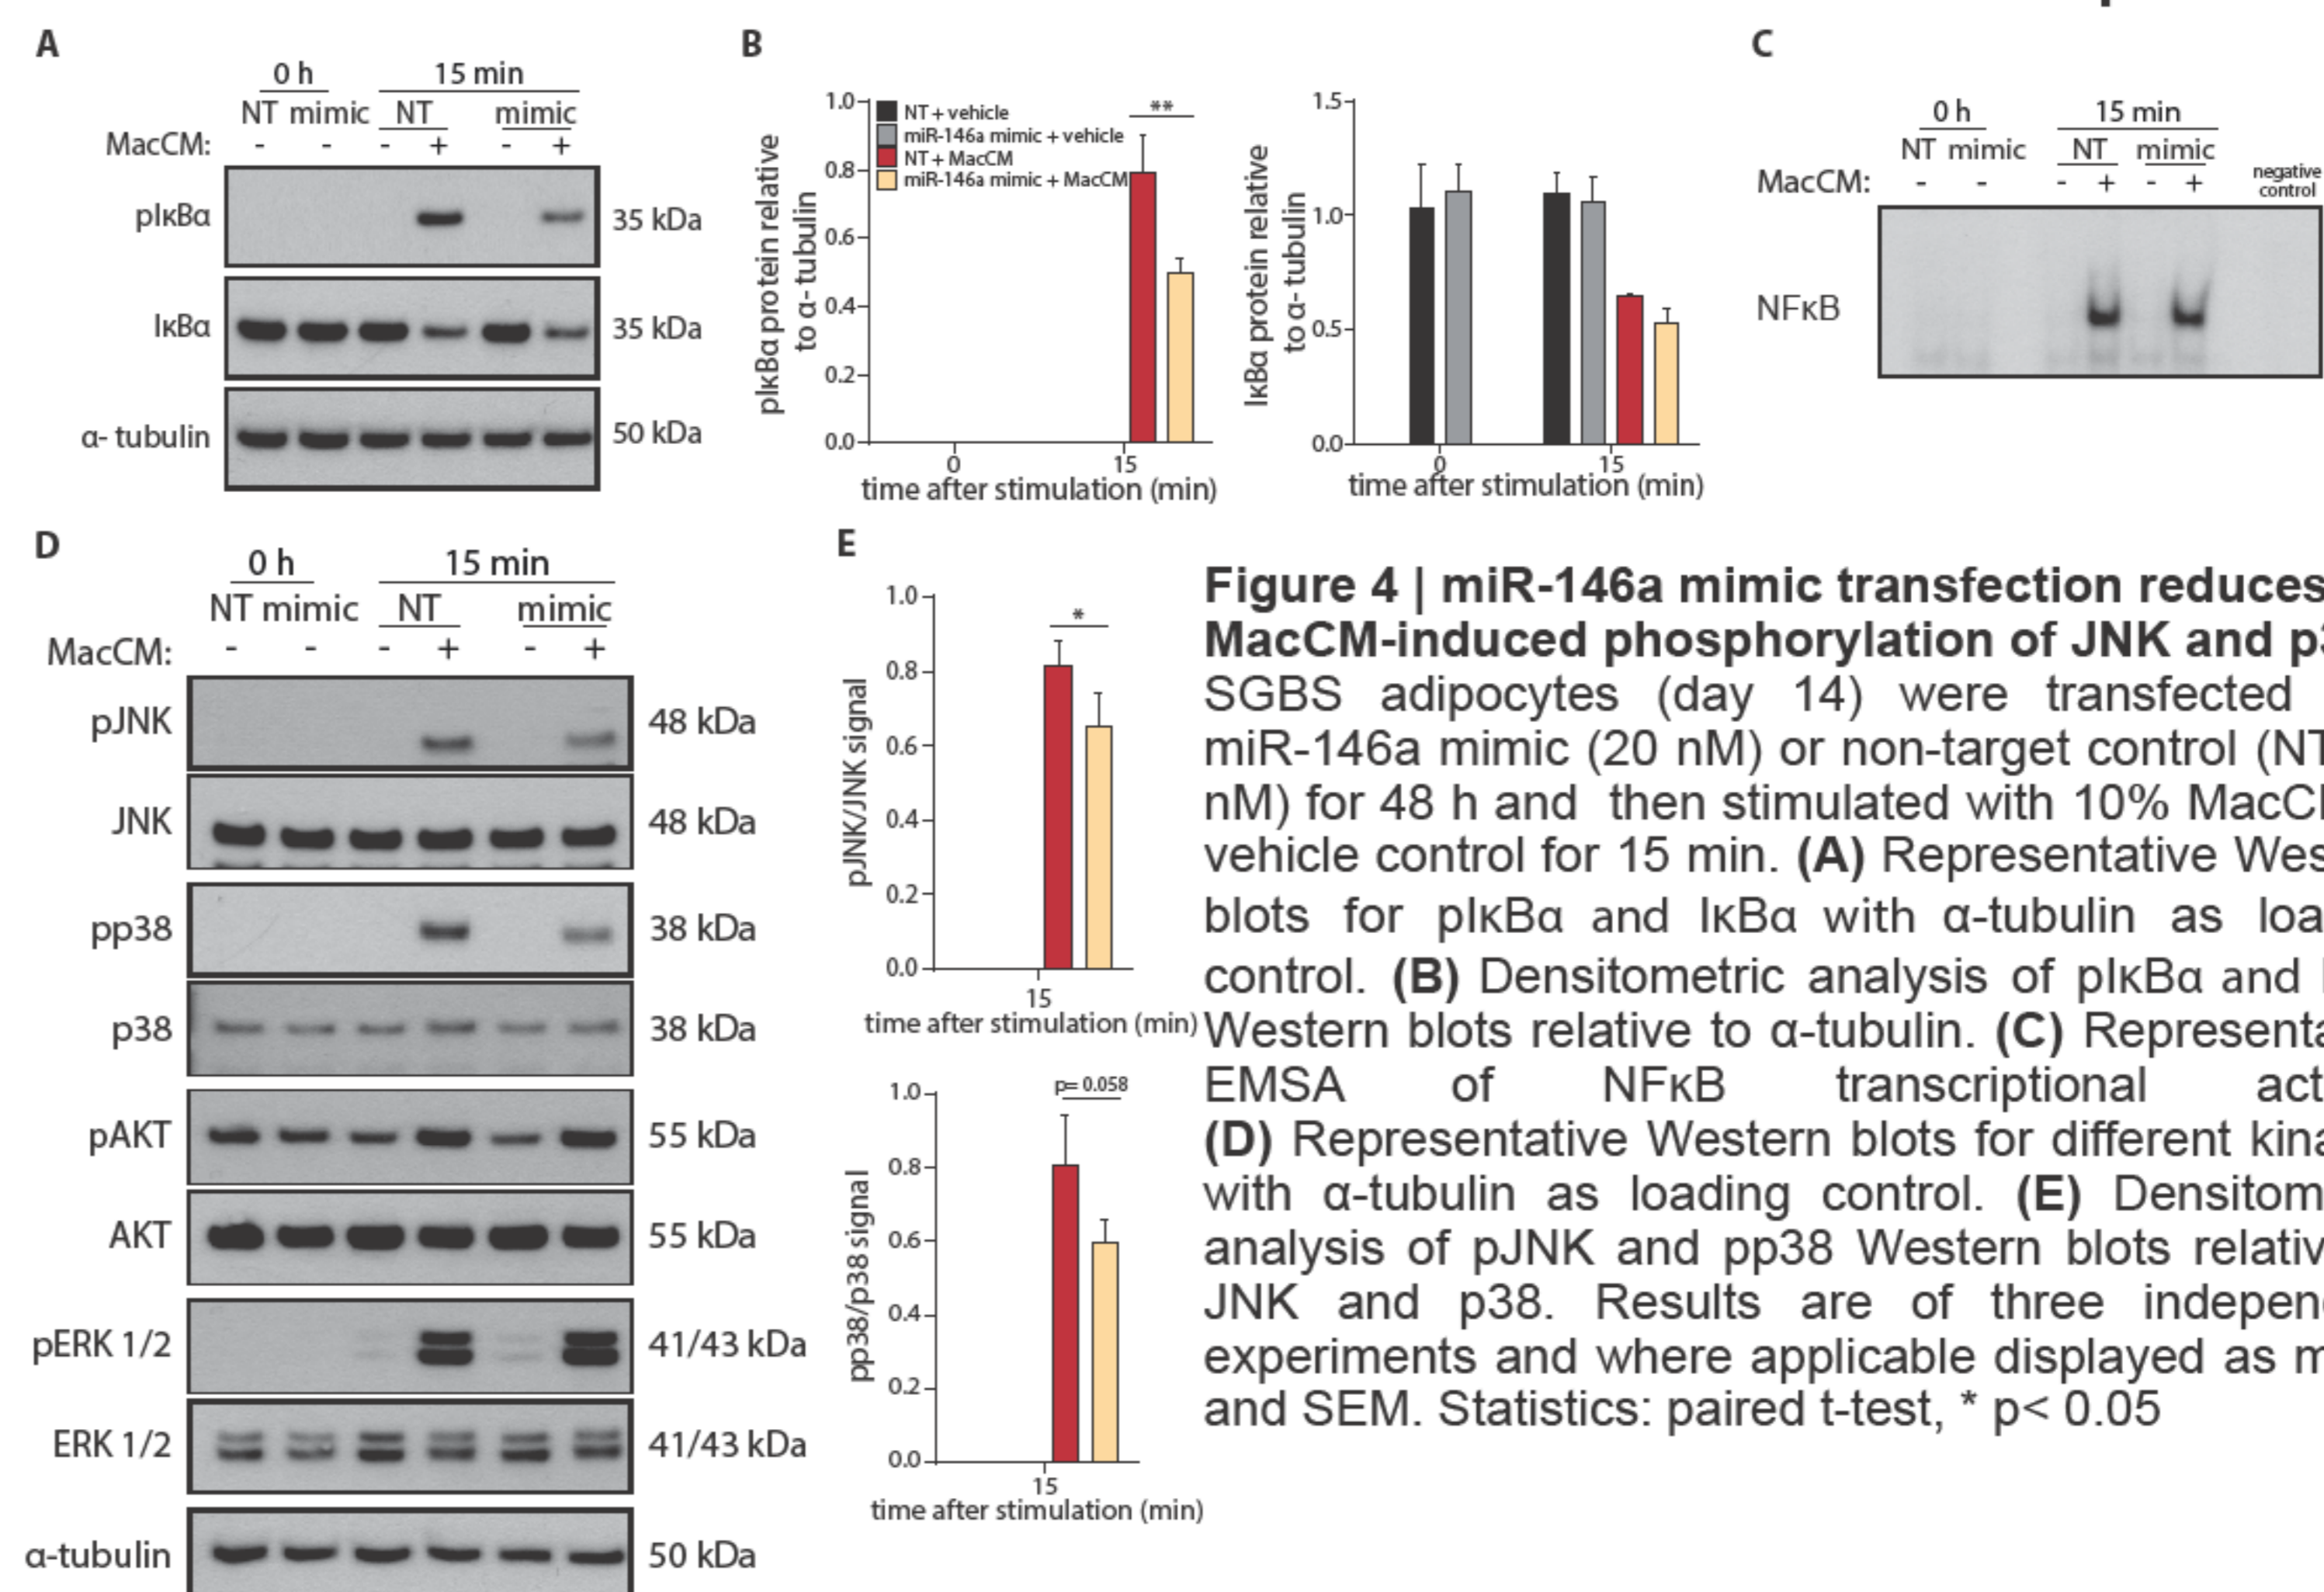 A
0 h 15 min
NT mimic NT mimic
MacCM: - - - + - +
pIκBα 35 kDa
IκBα 35 kDa
α- tubulin 50 kDa
B
pIκBα protein relative
to α- tubulin
1.0
0.8
0.6
0.4
0.2
0.0
NT + vehicle
miR-146a mimic + vehicle
NT + MacCM
miR-146a mimic + MacCM
**
0 15
time after stimulation (min)
IκBα protein relative
to α- tubulin
1.5
1.0
0.5
0.0
0 15
time after stimulation (min)
C
0 h 15 min
NT mimic NT mimic
MacCM: - - - + - +
negative
control
NFκB
D
0 h 15 min
NT mimic NT mimic
MacCM: - - - + - +
pJNK 48 kDa
JNK 48 kDa
pp38 38 kDa
p38 38 kDa
pAKT 55 kDa
AKT 55 kDa
pERK 1/2 41/43 kDa
ERK 1/2 41/43 kDa
α-tubulin 50 kDa
E
pJNK/JNK signal
1.0
0.8
0.6
0.4
0.2
0.0
*
15
time after stimulation (min)
pp38/p38 signal
1.0
0.8
0.6
0.4
0.2
0.0
p= 0.058
15
time after stimulation (min)
Figure 4 | miR-146a mimic transfection reduces
MacCM-induced phosphorylation of JNK and
SGBS adipocytes (day 14) were transfected
miR-146a mimic (20 nM) or non-target control (NT
nM) for 48 h and then stimulated with 10%
vehicle control for 15 min. (A) Representative
blots for pIκBα and IκBα with α-tubulin as
control. (B) Densitometric analysis of pIκBα and
Western blots relative to α-tubulin. (C)
EMSA of NFκB transcriptional
(D) Representative Western blots for different
with α-tubulin as loading control. (E)
analysis of pJNK and pp38 Western blots
JNK and p38. Results are of three
experiments and where applicable displayed as
and SEM. Statistics: paired t-test, * p< 0.05